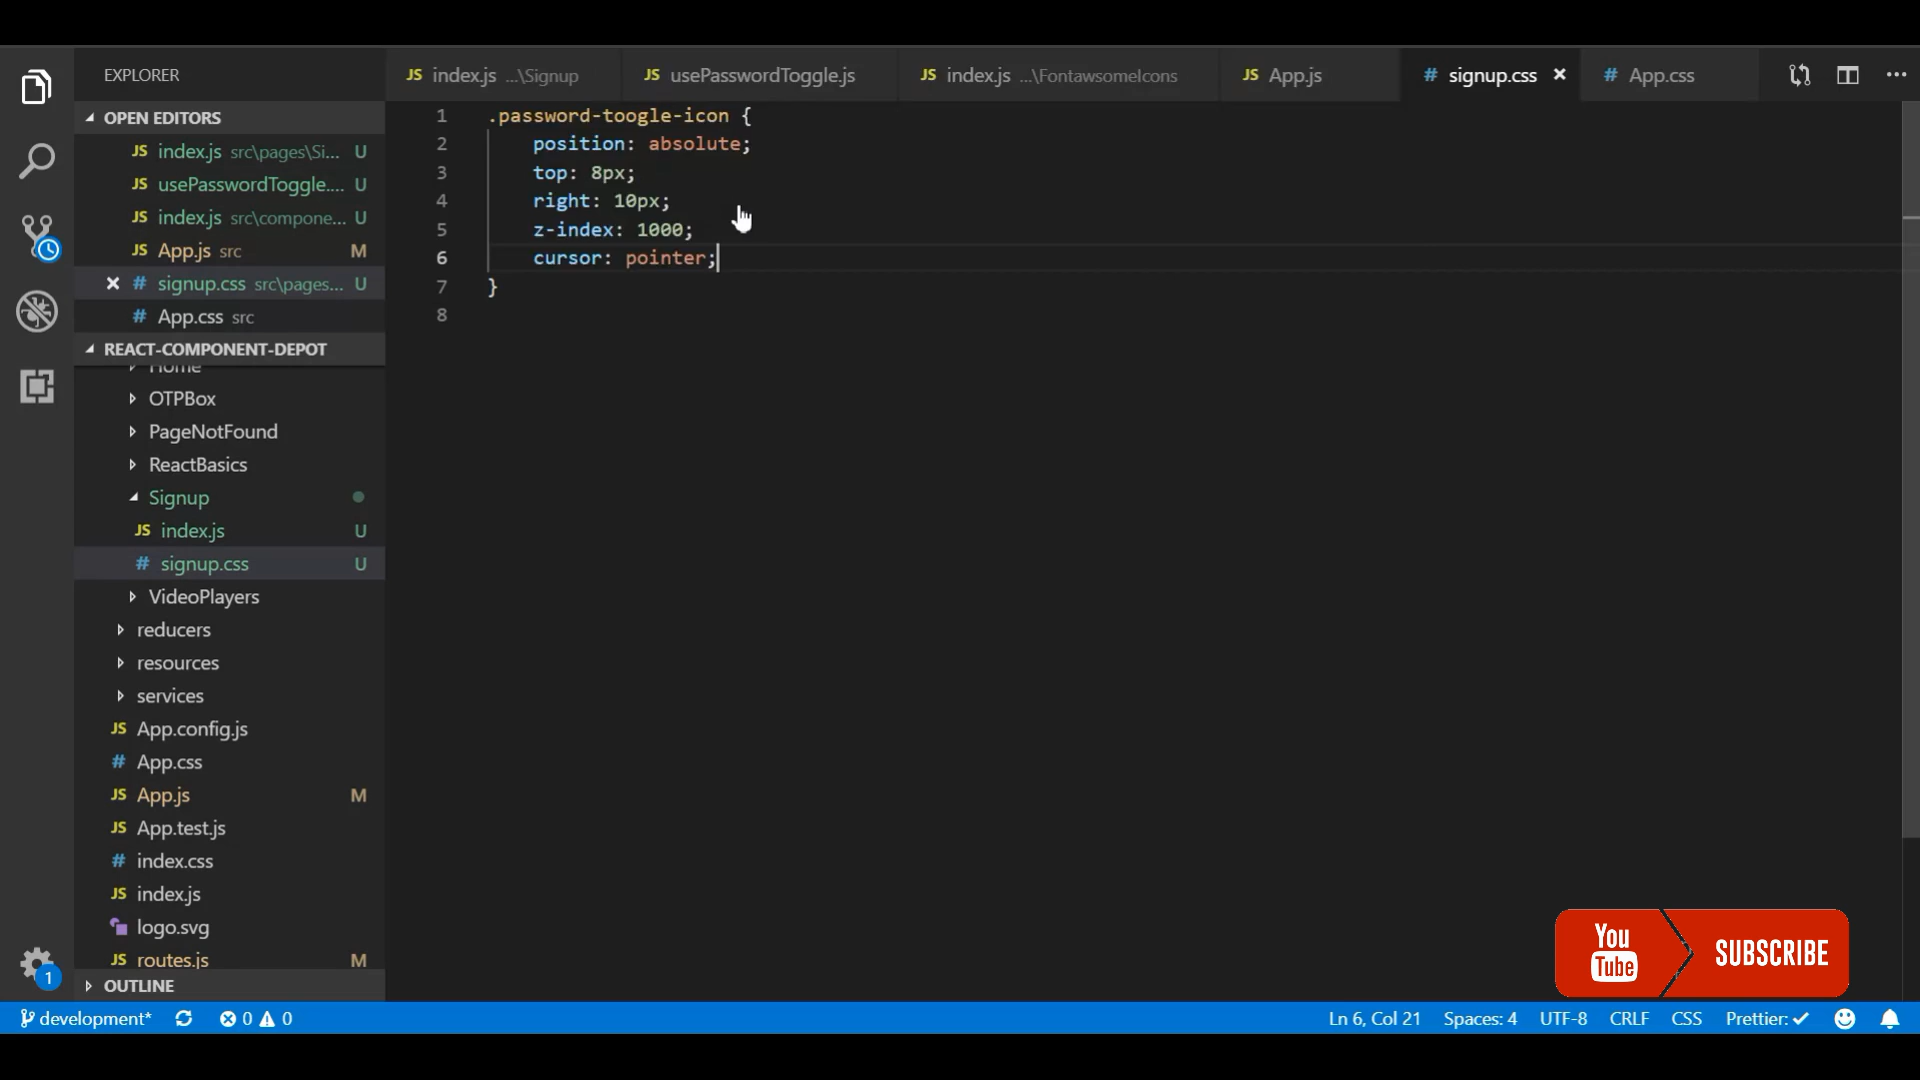 EXPLORER
OPEN EDITORS
JS index.js src\pages\Si... U
JS usePasswordToggle.... U
JS index.js src\compone... U
JS App.js src M
# signup.css src\pages... U
# App.css src
REACT-COMPONENT-DEPOT
Home
OTPBox
PageNotFound
ReactBasics
Signup
JS index.js U
# signup.css U
VideoPlayers
reducers
resources
services
JS App.config.js
# App.css
JS App.js M
JS App.test.js
# index.css
JS index.js
logo.svg
JS routes.js M
OUTLINE
1
JS index.js ...\Signup
JS usePasswordToggle.js
JS index.js ...\FontawsomeIcons
JS App.js
# signup.css
# App.css
1 .password-toogle-icon {
2 position: absolute;
3 top: 8px;
4 right: 10px;
5 z-index: 1000;
6 cursor: pointer;
7 }
8
You
Tube
SUBSCRIBE
development* 0 0 Ln 6, Col 21 Spaces: 4 UTF-8 CRLF CSS Prettier: ✓